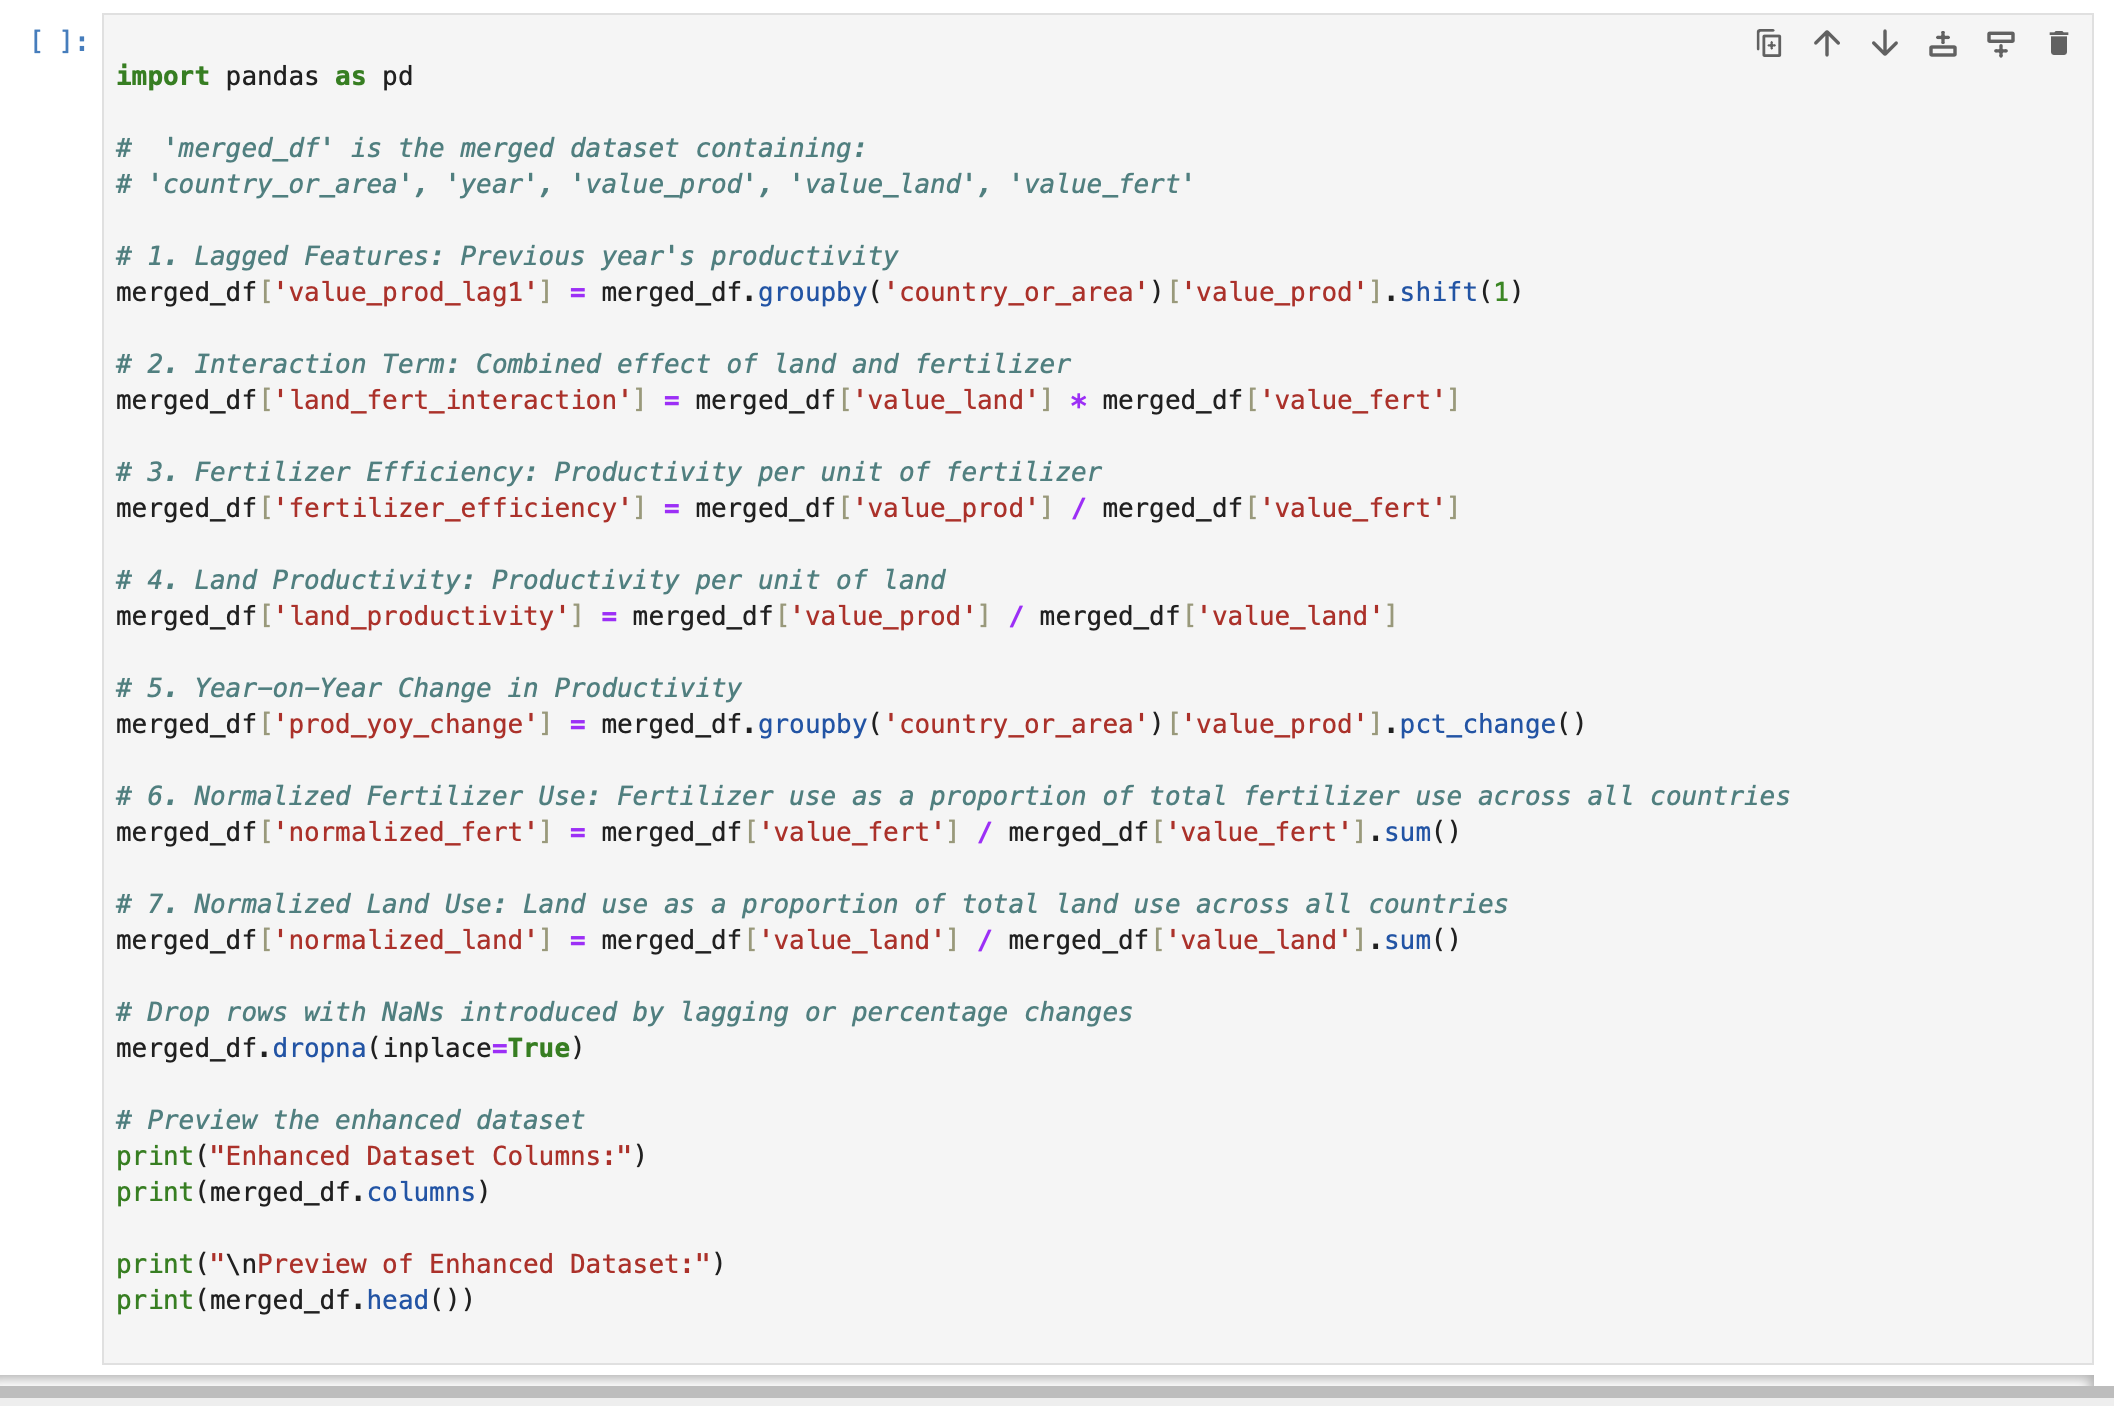 [ ]:
import pandas as pd
#  'merged_df' is the merged dataset containing:
# 'country_or_area', 'year', 'value_prod', 'value_land', 'value_fert'
# 1. Lagged Features: Previous year's productivity
merged_df['value_prod_lag1'] = merged_df.groupby('country_or_area')['value_prod'].shift(1)
# 2. Interaction Term: Combined effect of land and fertilizer
merged_df['land_fert_interaction'] = merged_df['value_land'] * merged_df['value_fert']
# 3. Fertilizer Efficiency: Productivity per unit of fertilizer
merged_df['fertilizer_efficiency'] = merged_df['value_prod'] / merged_df['value_fert']
# 4. Land Productivity: Productivity per unit of land
merged_df['land_productivity'] = merged_df['value_prod'] / merged_df['value_land']
# 5. Year-on-Year Change in Productivity
merged_df['prod_yoy_change'] = merged_df.groupby('country_or_area')['value_prod'].pct_change()
# 6. Normalized Fertilizer Use: Fertilizer use as a proportion of total fertilizer use across all countries
merged_df['normalized_fert'] = merged_df['value_fert'] / merged_df['value_fert'].sum()
# 7. Normalized Land Use: Land use as a proportion of total land use across all countries
merged_df['normalized_land'] = merged_df['value_land'] / merged_df['value_land'].sum()
# Drop rows with NaNs introduced by lagging or percentage changes
merged_df.dropna(inplace=True)
# Preview the enhanced dataset
print("Enhanced Dataset Columns:")
print(merged_df.columns)
print("\nPreview of Enhanced Dataset:")
print(merged_df.head())